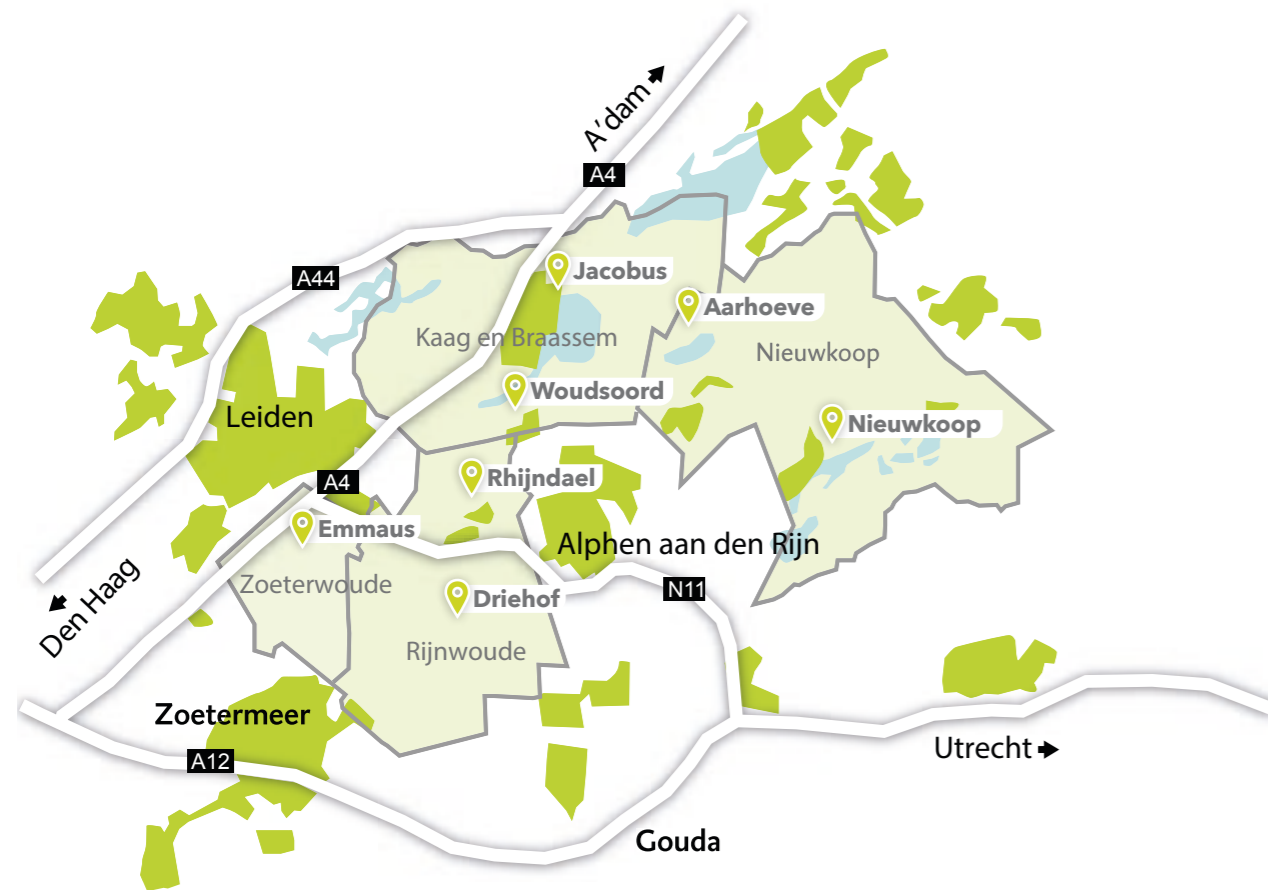 A'dam
A4
Jacobus
A44
Aarhoeve
Kaag en Braassem
Nieuwkoop
Woudsoord
Leiden
Nieuwkoop
Rhijndael
A4
Emmaus
Alphen aan den Rijn
Zoeterwoude
N11
Driehof
Den Haag
Rijnwoude
Zoetermeer
Utrecht
A12
Gouda